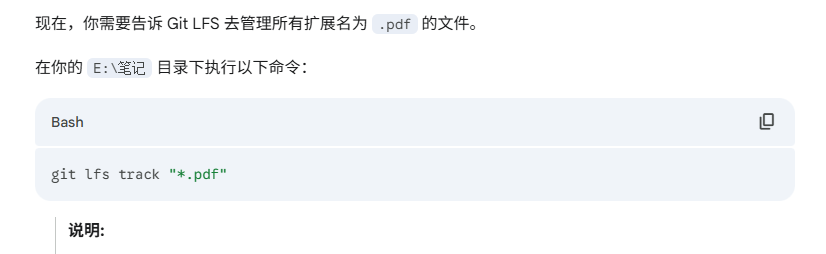 现在，你需要告诉 Git LFS 去管理所有扩展名为 .pdf 的文件。
在你的 E:\笔记 目录下执行以下命令：
Bash
git lfs track "*.pdf"
说明: